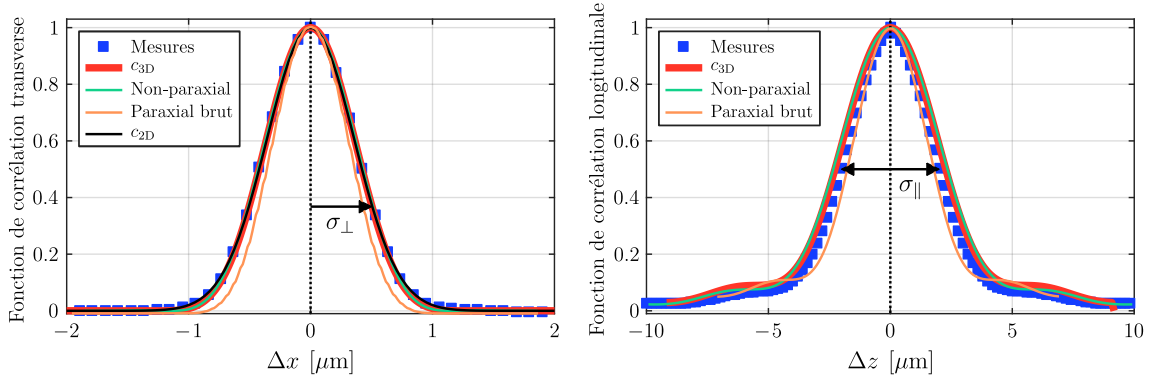 Fonction de corrélation transverse
1
0.8
0.6
0.4
0.2
0
Mesures
c3D
Non-paraxial
Paraxial brut
c2D
σ⊥
−2
−1
0
1
2
Δx [μm]
Fonction de corrélation longitudinale
1
0.8
0.6
0.4
0.2
0
Mesures
c3D
Non-paraxial
Paraxial brut
σ∥
−10
−5
0
5
10
Δz [μm]